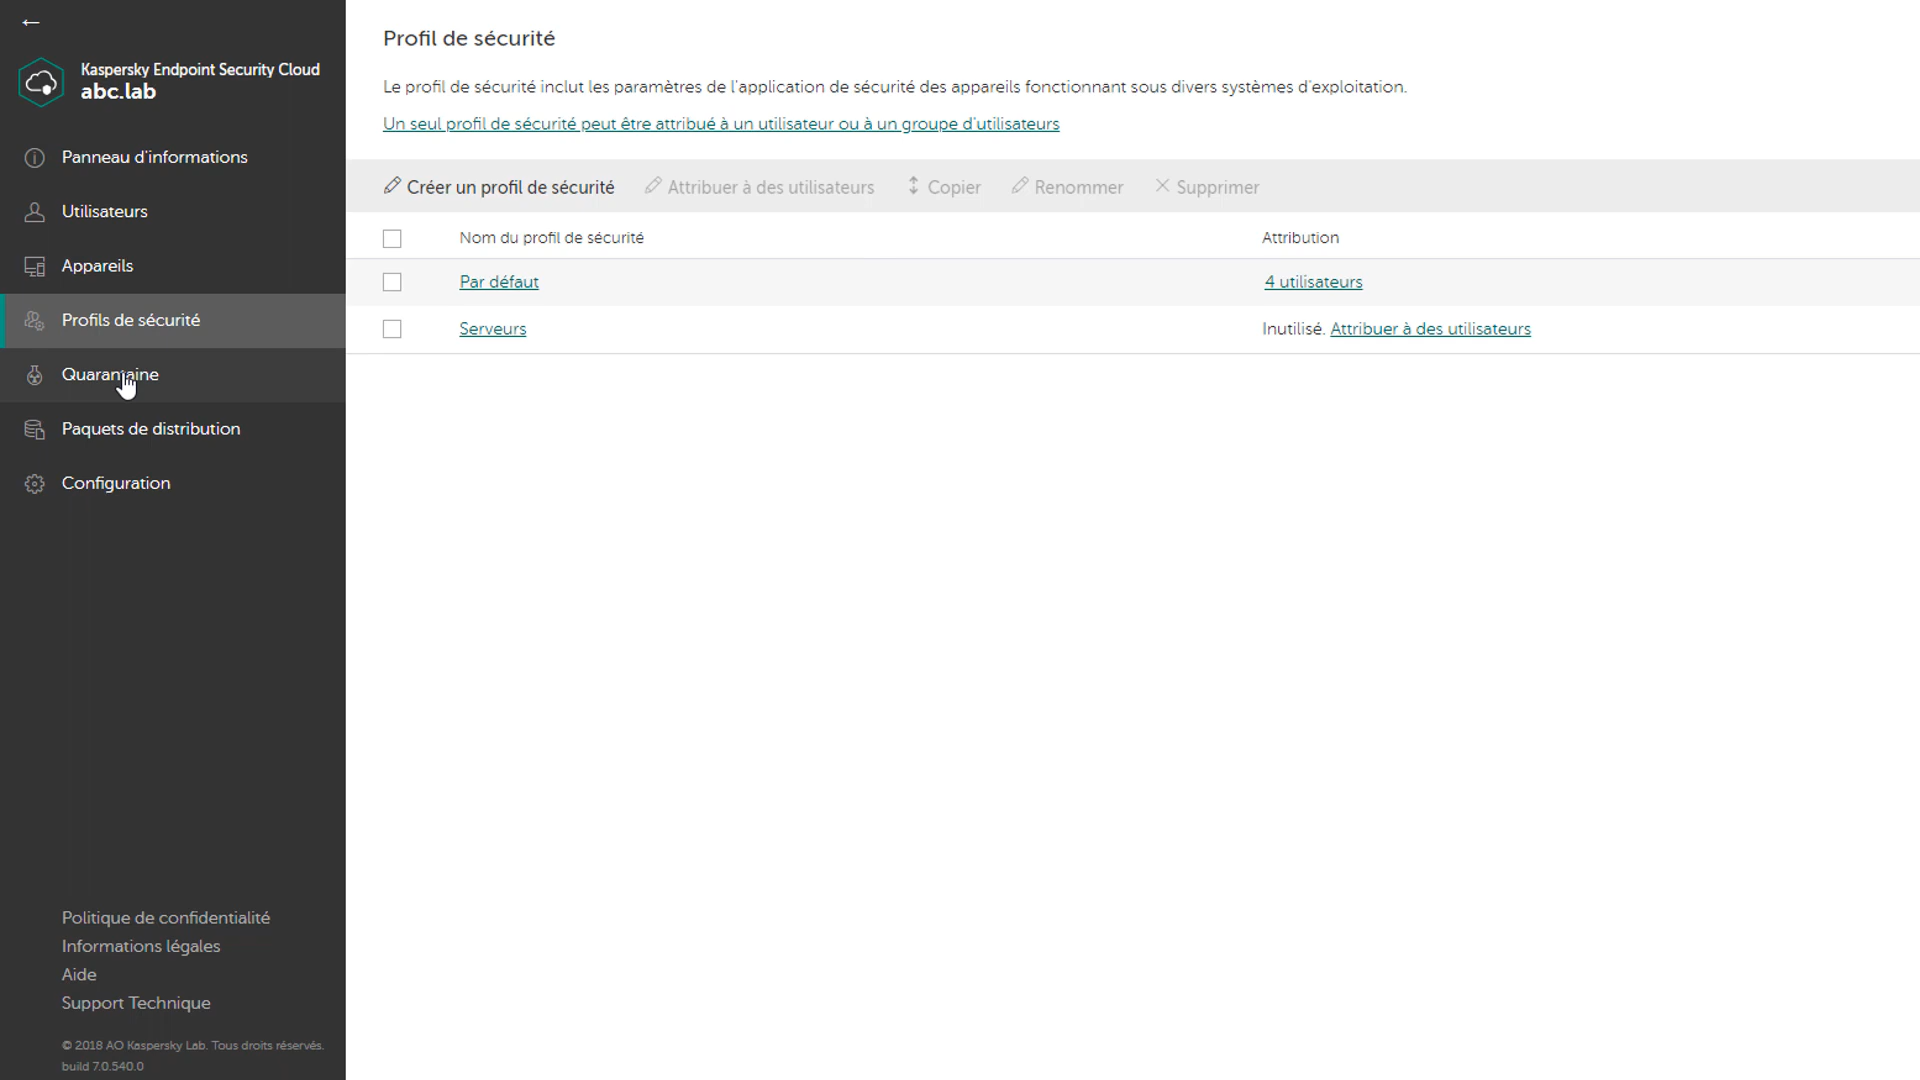 ←
Kaspersky Endpoint Security Cloud
abc.lab
Panneau d'informations
Utilisateurs
Appareils
Profils de sécurité
Quarantaine
Paquets de distribution
Configuration
Politique de confidentialité
Informations légales
Aide
Support Technique
© 2018 AO Kaspersky Lab. Tous droits réservés.
build 7.0.540.0
Profil de sécurité
Le profil de sécurité inclut les paramètres de l'application de sécurité des appareils fonctionnant sous divers systèmes d'exploitation.
Un seul profil de sécurité peut être attribué à un utilisateur ou à un groupe d'utilisateurs
Créer un profil de sécurité Attribuer à des utilisateurs Copier Renommer Supprimer
Nom du profil de sécurité Attribution
Par défaut 4 utilisateurs
Serveurs Inutilisé. Attribuer à des utilisateurs